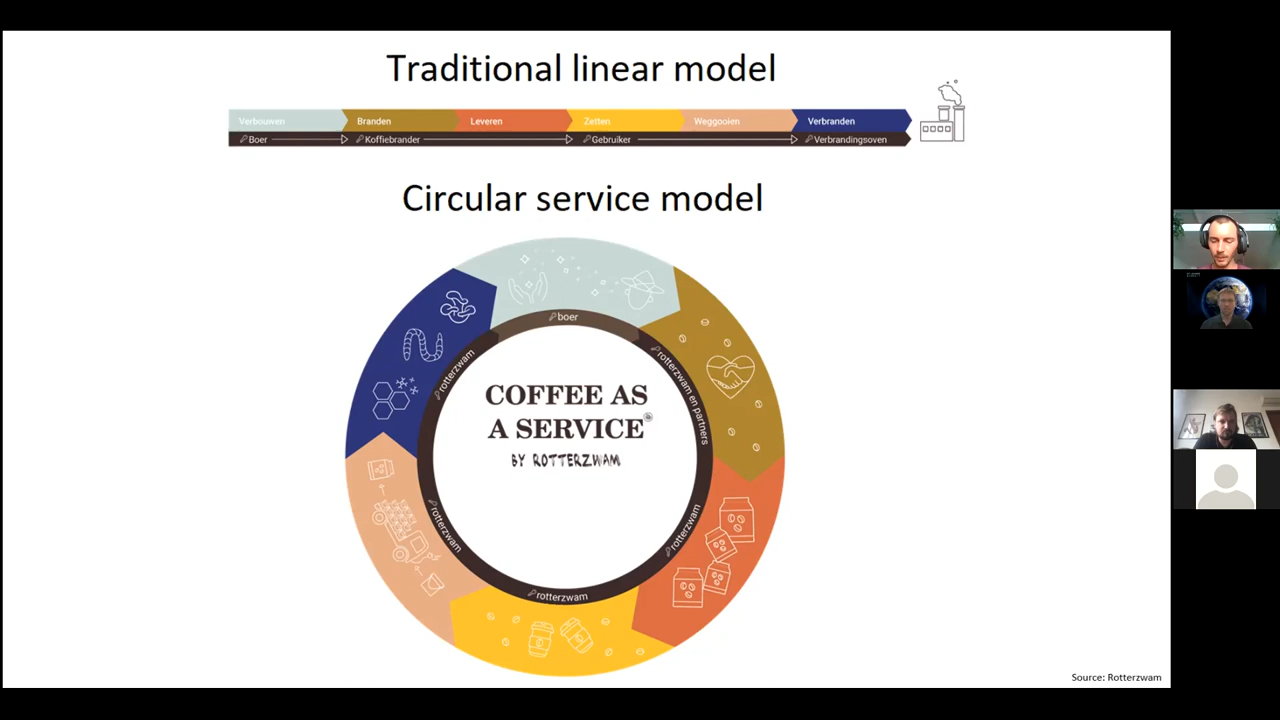 Traditional linear model
Verbouwen Branden Leveren Zetten Weggooien Verbranden
Boer Koffiebrander Gebruiker Verbrandingsoven
Circular service model
boer
rotterzwam
rotterzwam en partners
COFFEE AS
A SERVICE
BY ROTTERZWAM
rotterzwam
rotterzwam
rotterzwam
Source: Rotterzwam